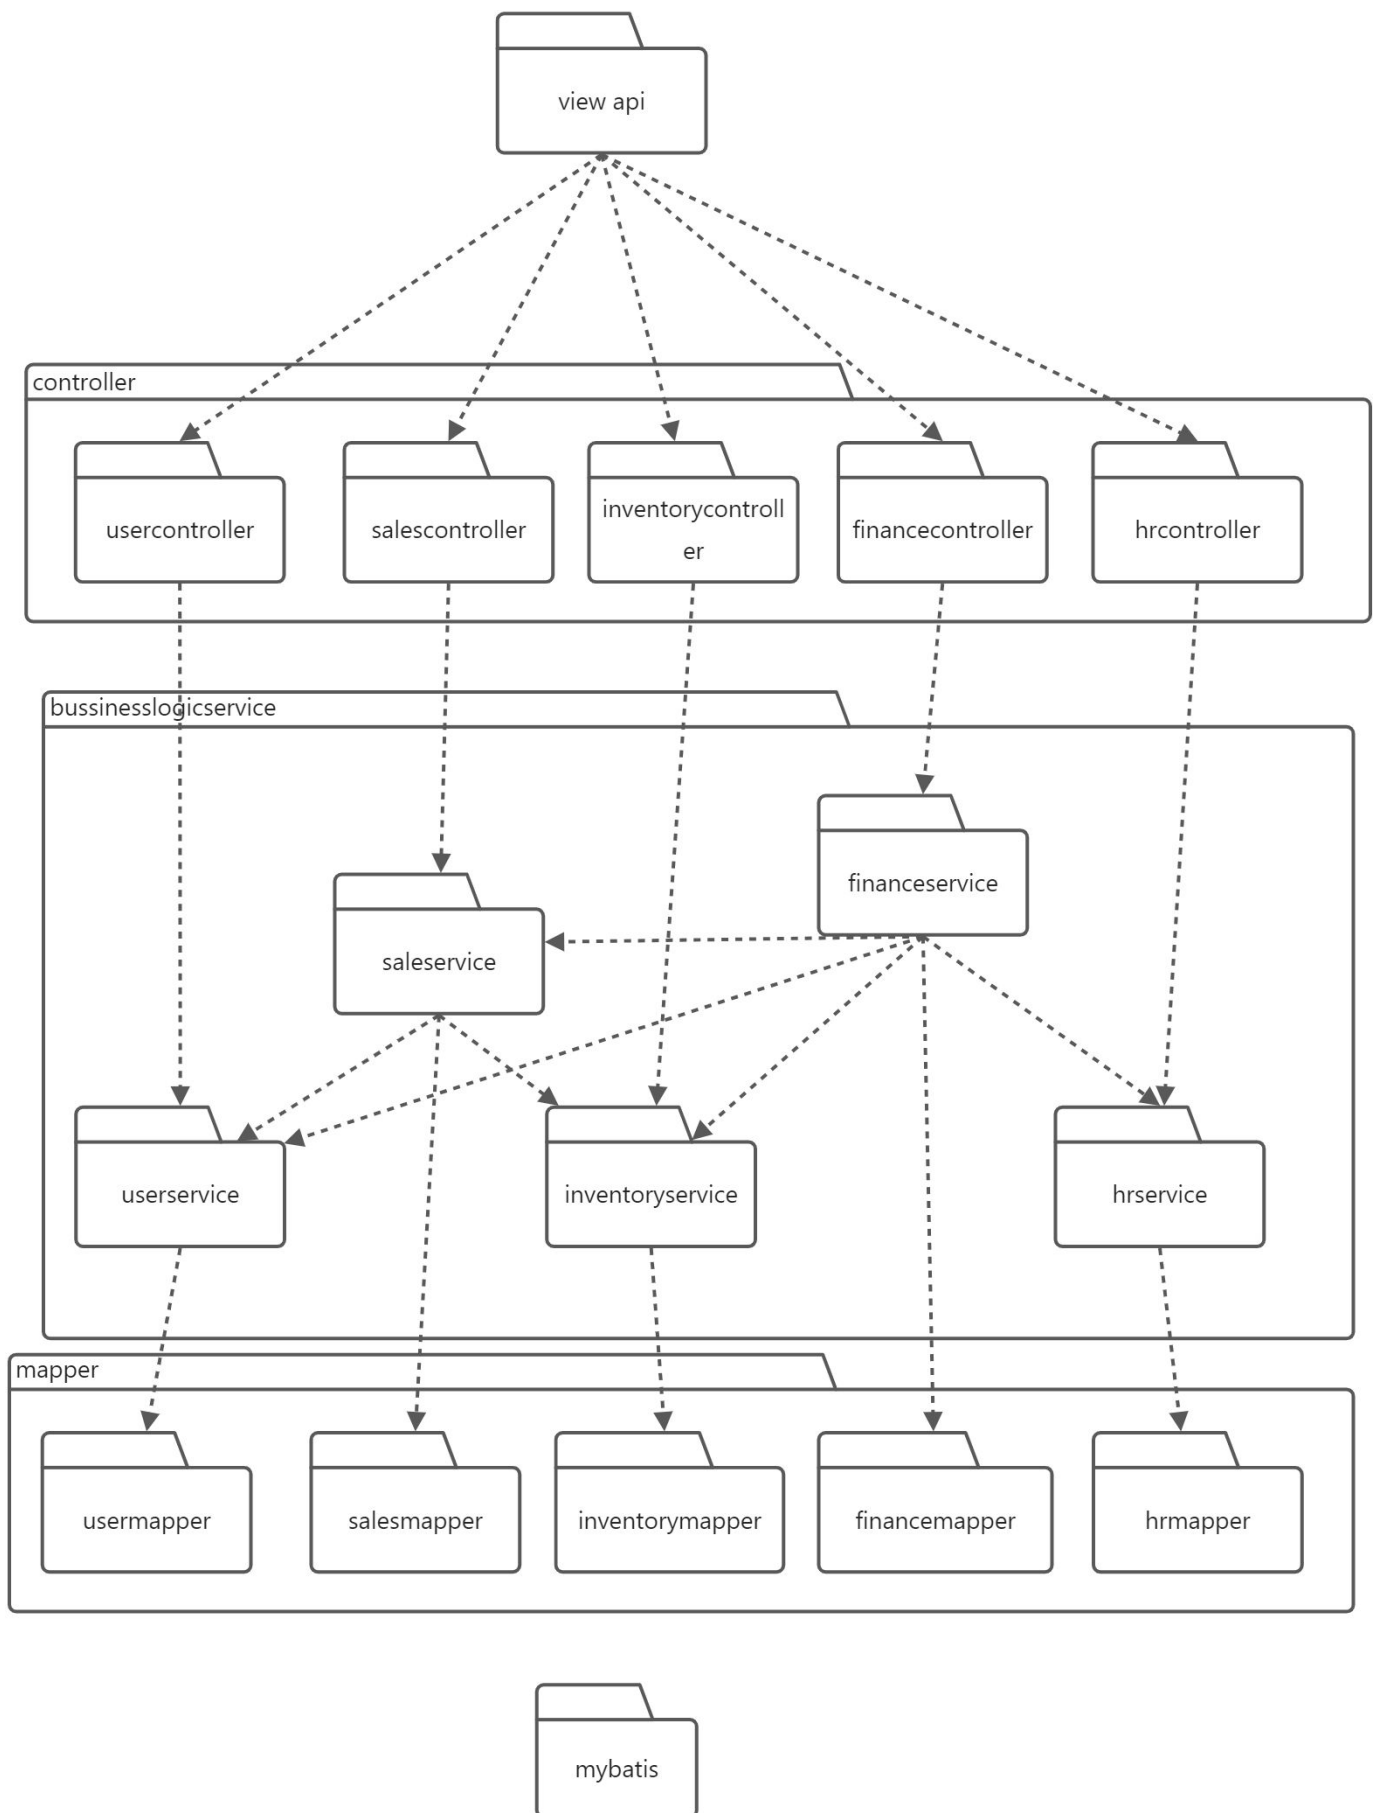 view api
controller
usercontroller
salescontroller
inventorycontroll
er
financecontroller
hrcontroller
bussinesslogicservice
financeservice
saleservice
userservice
inventoryservice
hrservice
mapper
usermapper
salesmapper
inventorymapper
financemapper
hrmapper
mybatis